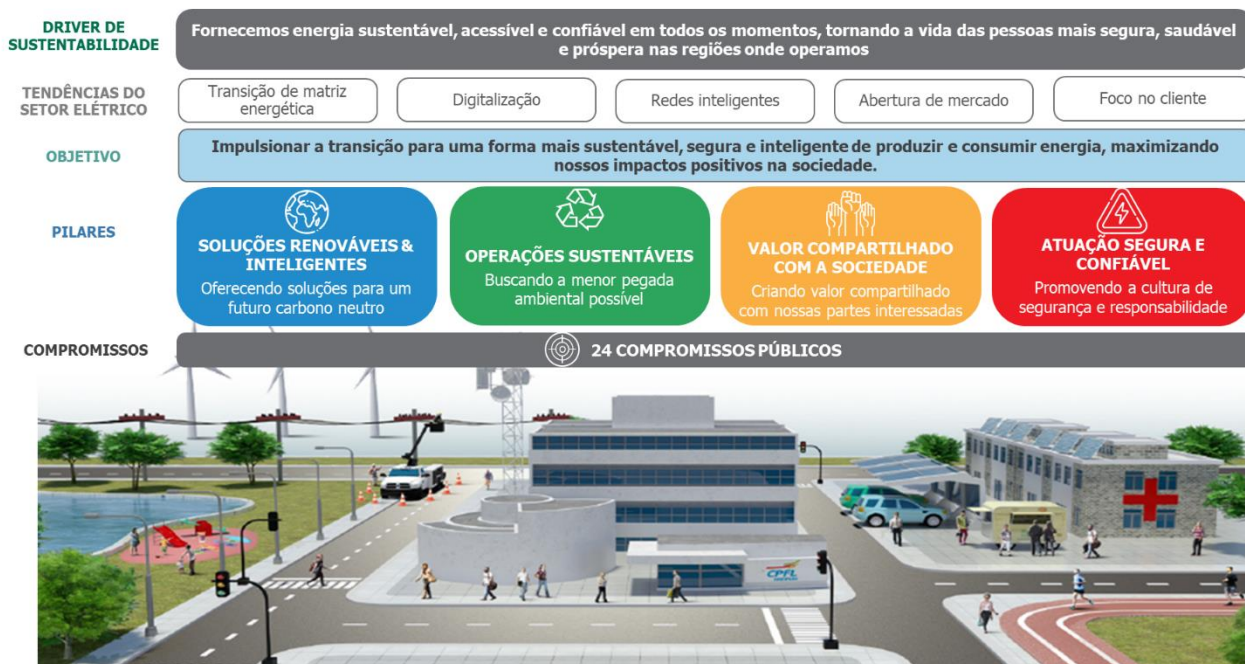 DRIVER DE
SUSTENTABILIDADE
Fornecemos energia sustentável, acessível e confiável em todos os momentos, tornando a vida das pessoas mais segura, saudável
e próspera nas regiões onde operamos
TENDÊNCIAS DO
SETOR ELÉTRICO
Transição de matriz
energética
Digitalização
Redes inteligentes
Abertura de mercado
Foco no cliente
OBJETIVO
Impulsionar a transição para uma forma mais sustentável, segura e inteligente de produzir e consumir energia, maximizando
nossos impactos positivos na sociedade.
PILARES
SOLUÇÕES RENOVÁVEIS &
INTELIGENTES
Oferecendo soluções para um
futuro carbono neutro
OPERAÇÕES SUSTENTÁVEIS
Buscando a menor pegada
ambiental possível
VALOR COMPARTILHADO
COM A SOCIEDADE
Criando valor compartilhado
com nossas partes interessadas
ATUAÇÃO SEGURA E
CONFIÁVEL
Promovendo a cultura de
segurança e responsabilidade
COMPROMISSOS
24 COMPROMISSOS PÚBLICOS
CPFL